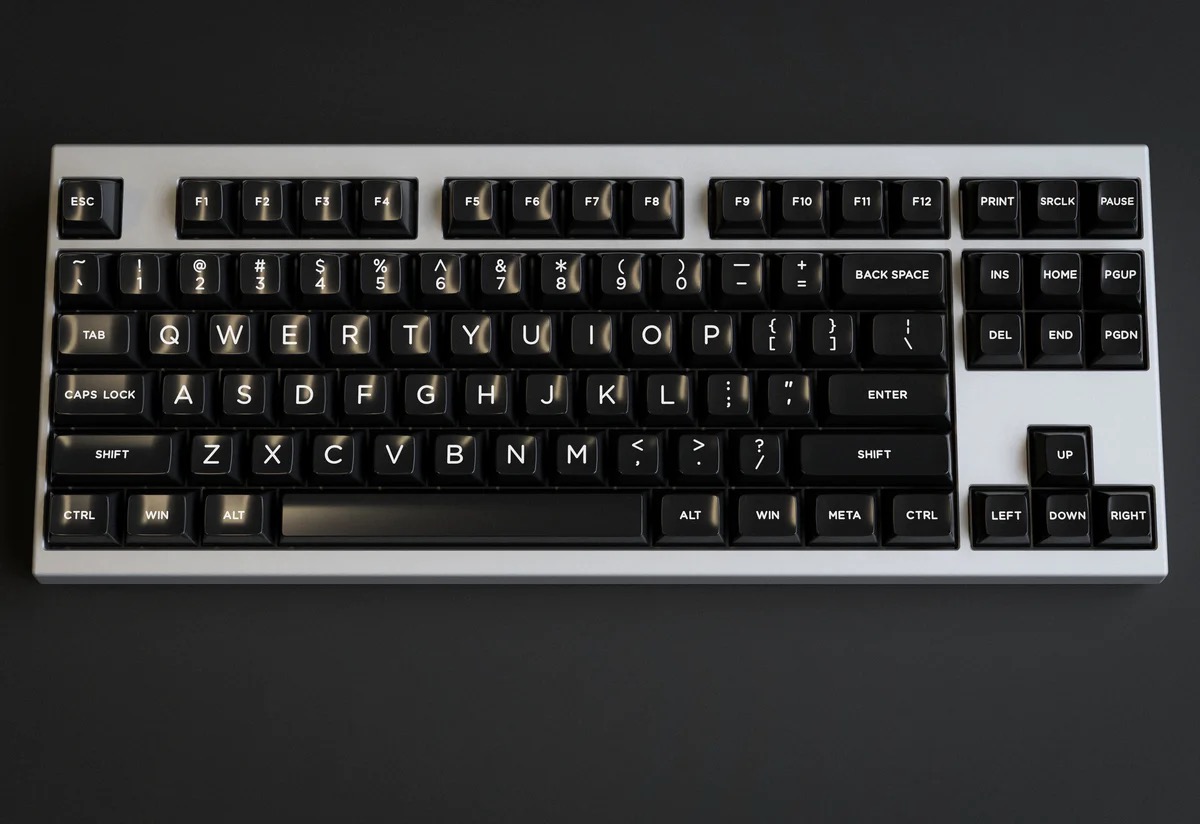 ESC F1 F2 F3 F4 F5 F6 F7 F8 F9 F10 F11 F12 PRINT SRCLK PAUSE
~ ! @ # $ % ^ & * ( ) — +
` 1 2 3 4 5 6 7 8 9 0 – = BACK SPACE INS HOME PGUP
TAB Q W E R T Y U I O P { [ } ] ¦ \ DEL END PGDN
CAPS LOCK A S D F G H J K L : ; " ' ENTER
SHIFT Z X C V B N M < , > . ? / SHIFT UP
CTRL WIN ALT ALT WIN META CTRL LEFT DOWN RIGHT